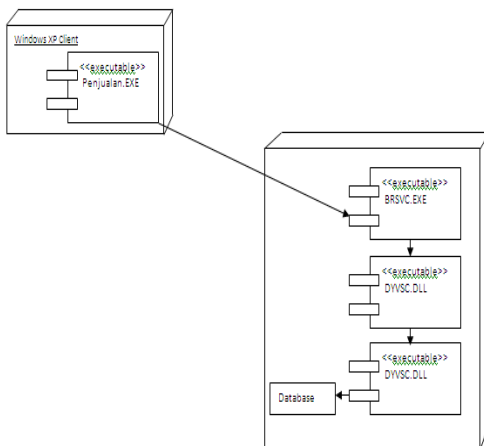 Windows XP Client
<<executable>>
Penjualan.EXE
<<executable>>
BRSVC.EXE
<<executable>>
DYVSC.DLL
<<executable>>
DYVSC.DLL
Database